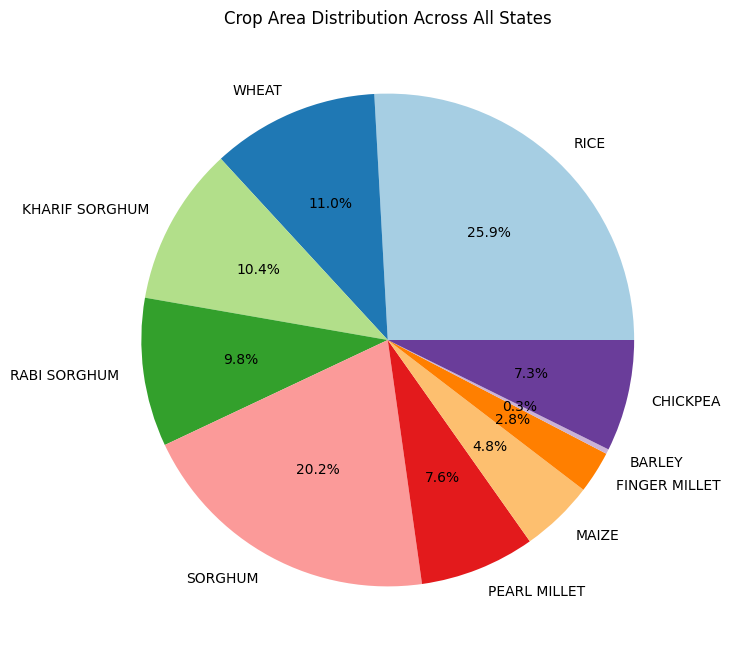 Crop Area Distribution Across All States
WHEAT
RICE
KHARIF SORGHUM
11.0%
25.9%
10.4%
RABI SORGHUM
9.8%
7.3%
CHICKPEA
0.3%
2.8%
4.8%
BARLEY
20.2%
7.6%
FINGER MILLET
MAIZE
SORGHUM
PEARL MILLET